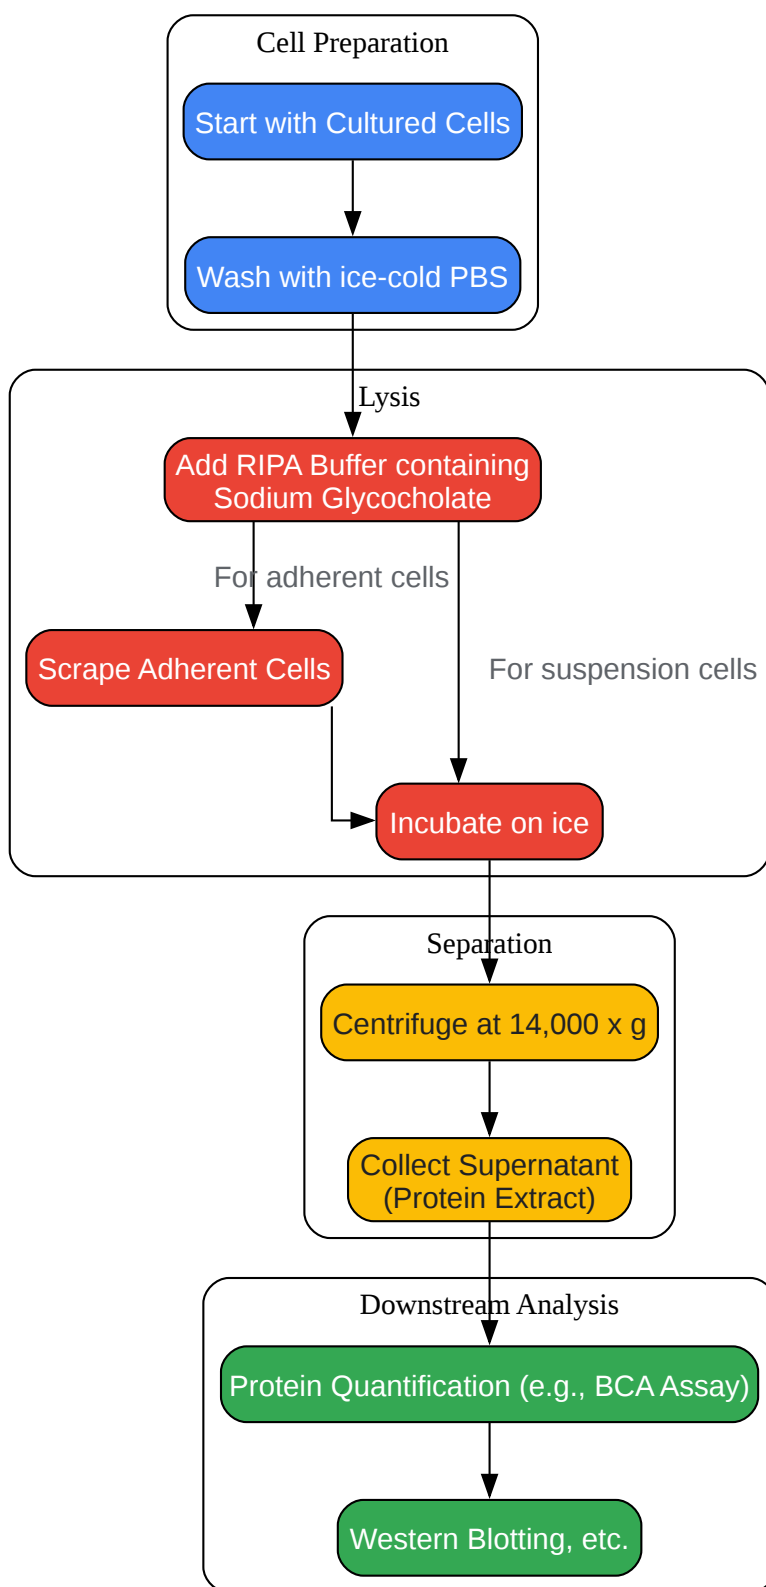 Cell Preparation
Start with Cultured Cells
Wash with ice-cold PBS
Lysis
Add RIPA Buffer containing
Sodium Glycocholate
For adherent cells
Scrape Adherent Cells
For suspension cells
Incubate on ice
Separation
Centrifuge at 14,000 x g
Collect Supernatant
(Protein Extract)
Downstream Analysis
Protein Quantification (e.g., BCA Assay)
Western Blotting, etc.